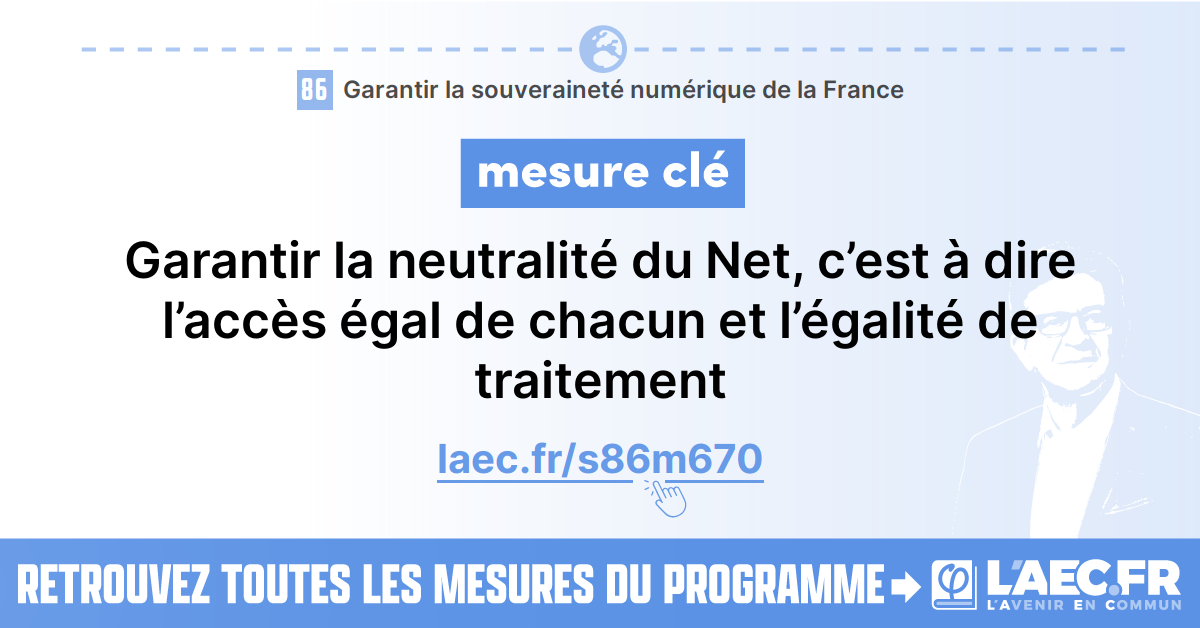 86 Garantir la souveraineté numérique de la France
mesure clé
Garantir la neutralité du Net, c’est à dire
l’accès égal de chacun et l’égalité de
traitement
laec.fr/s86m670
RETROUVEZ TOUTES LES MESURES DU PROGRAMME
L'AEC.FR
L'AVENIR EN COMMUN